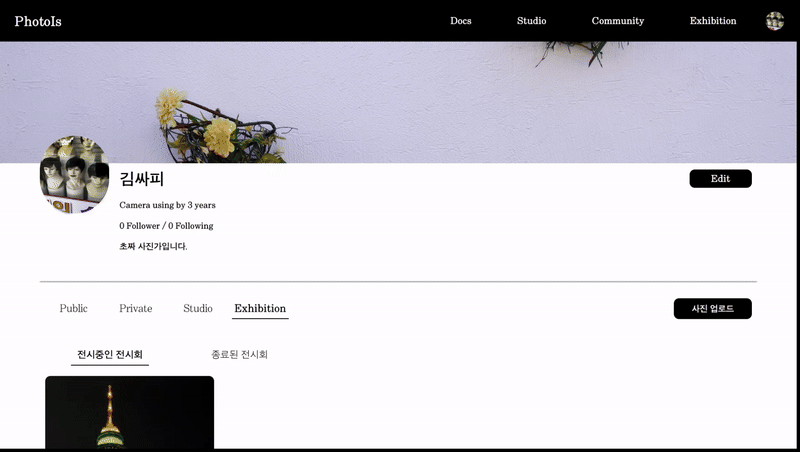 PhotoIs
Docs Studio Community Exhibition
김싸피 Edit
Camera using by 3 years
0 Follower / 0 Following
초짜 사진가입니다.
Public Private Studio Exhibition 사진 업로드
전시중인 전시회 종료된 전시회